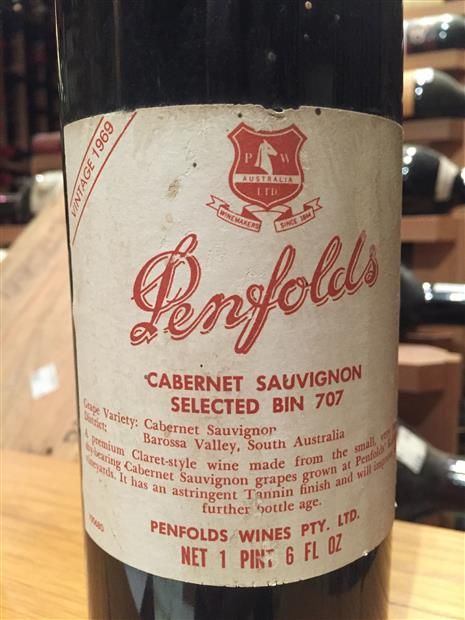 VINTAGE 1969
P W
AUSTRALIA
LTD.
WINEMAKERS SINCE 1844
Penfolds
CABERNET SAUVIGNON
SELECTED BIN 707
Grape Variety: Cabernet Sauvignon
District: Barossa Valley, South Australia
A premium Claret-style wine made from the small,
Cabernet Sauvignon grapes grown at Penfolds'
vineyards. It has an astringent Tannin finish and will
further bottle age.
PENFOLDS WINES PTY. LTD.
NET 1 PINT 6 FL OZ